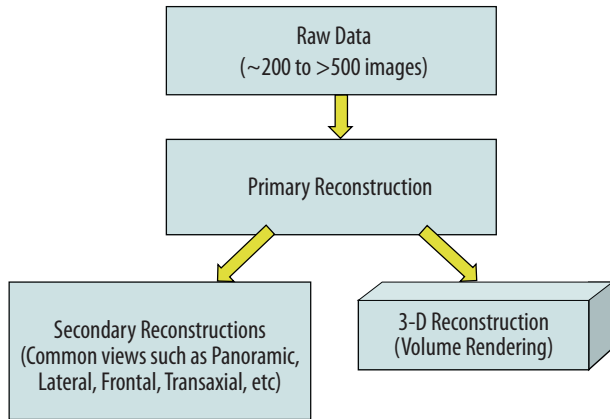 Raw Data
(~200 to >500 images)
Primary Reconstruction
Secondary Reconstructions
(Common views such as Panoramic,
Lateral, Frontal, Transaxial, etc)
3-D Reconstruction
(Volume Rendering)